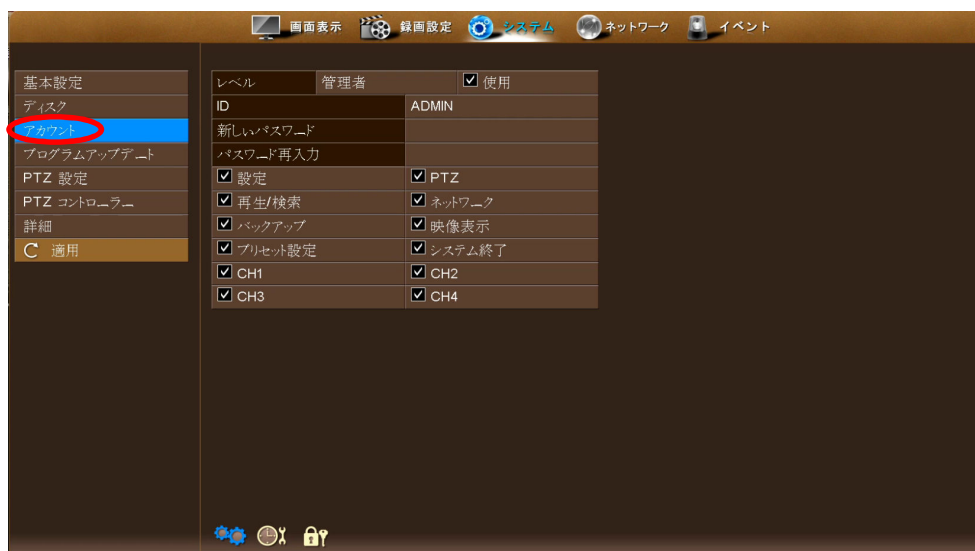 画面表示 録画設定 システム ネットワーク イベント
基本設定
ディスク
アカウント
プログラムアップデート
PTZ 設定
PTZ コントローラー
詳細
適用
レベル 管理者 使用
ID ADMIN
新しいパスワード
パスワード再入力
設定 PTZ
再生/検索 ネットワーク
バックアップ 映像表示
プリセット設定 システム終了
CH1 CH2
CH3 CH4